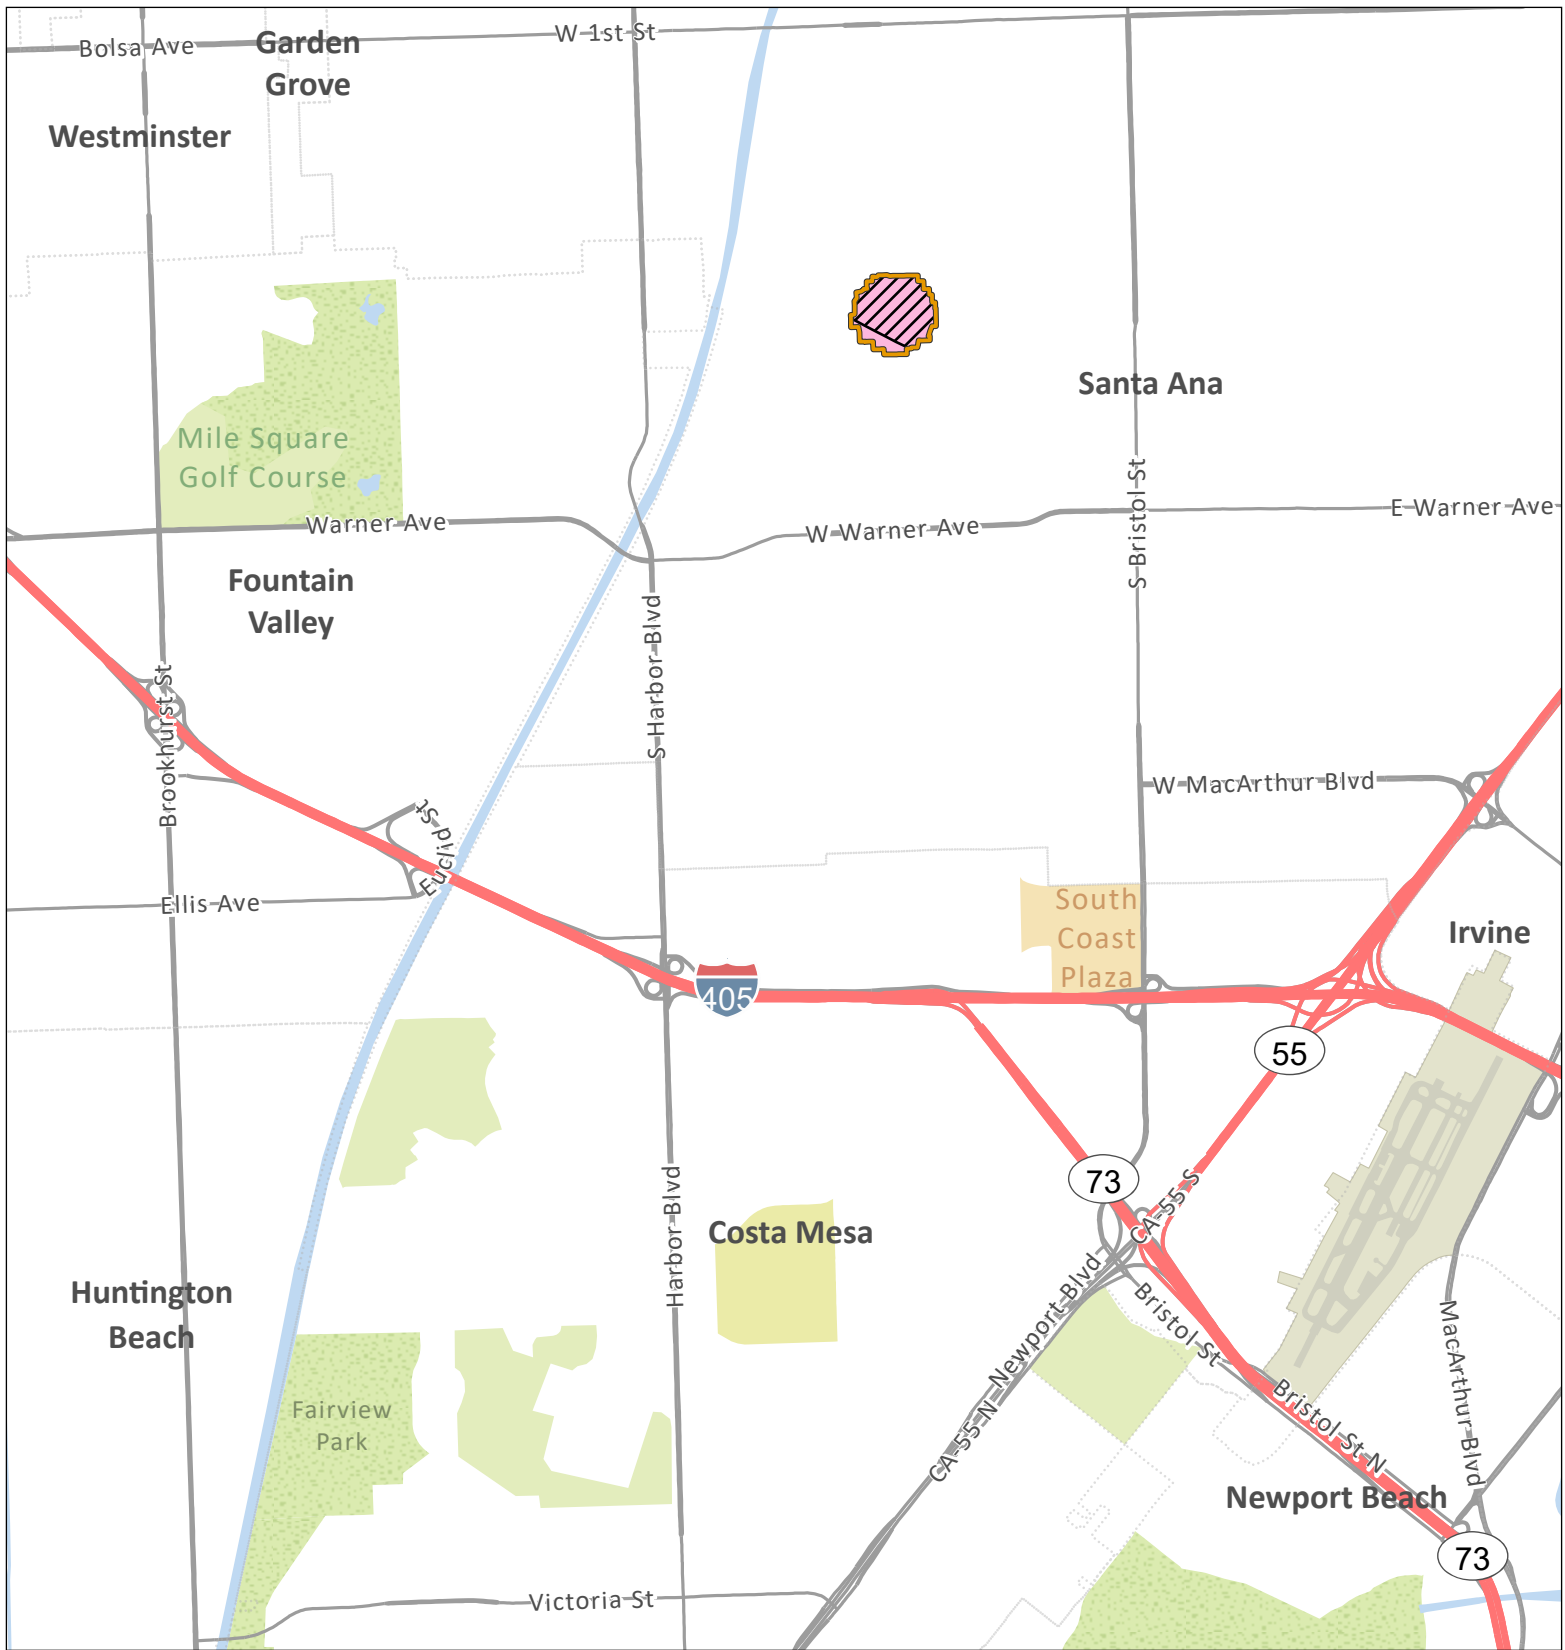 Bolsa Ave
Garden
Grove
W 1st St
Westminster
Santa Ana
Mile Square
Golf Course
Warner Ave
W Warner Ave
E Warner Ave
S Bristol St
Fountain
Valley
S Harbor Blvd
Brookhurst St
W MacArthur Blvd
Euclid St
Ellis Ave
South
Coast
Plaza
Irvine
405
55
73
CA-55 S
Harbor Blvd
Costa Mesa
Huntington
Beach
Newport Blvd
Bristol St
MacArthur Blvd
Fairview
Park
CA-55 N
Bristol St N
Newport Beach
73
Victoria St